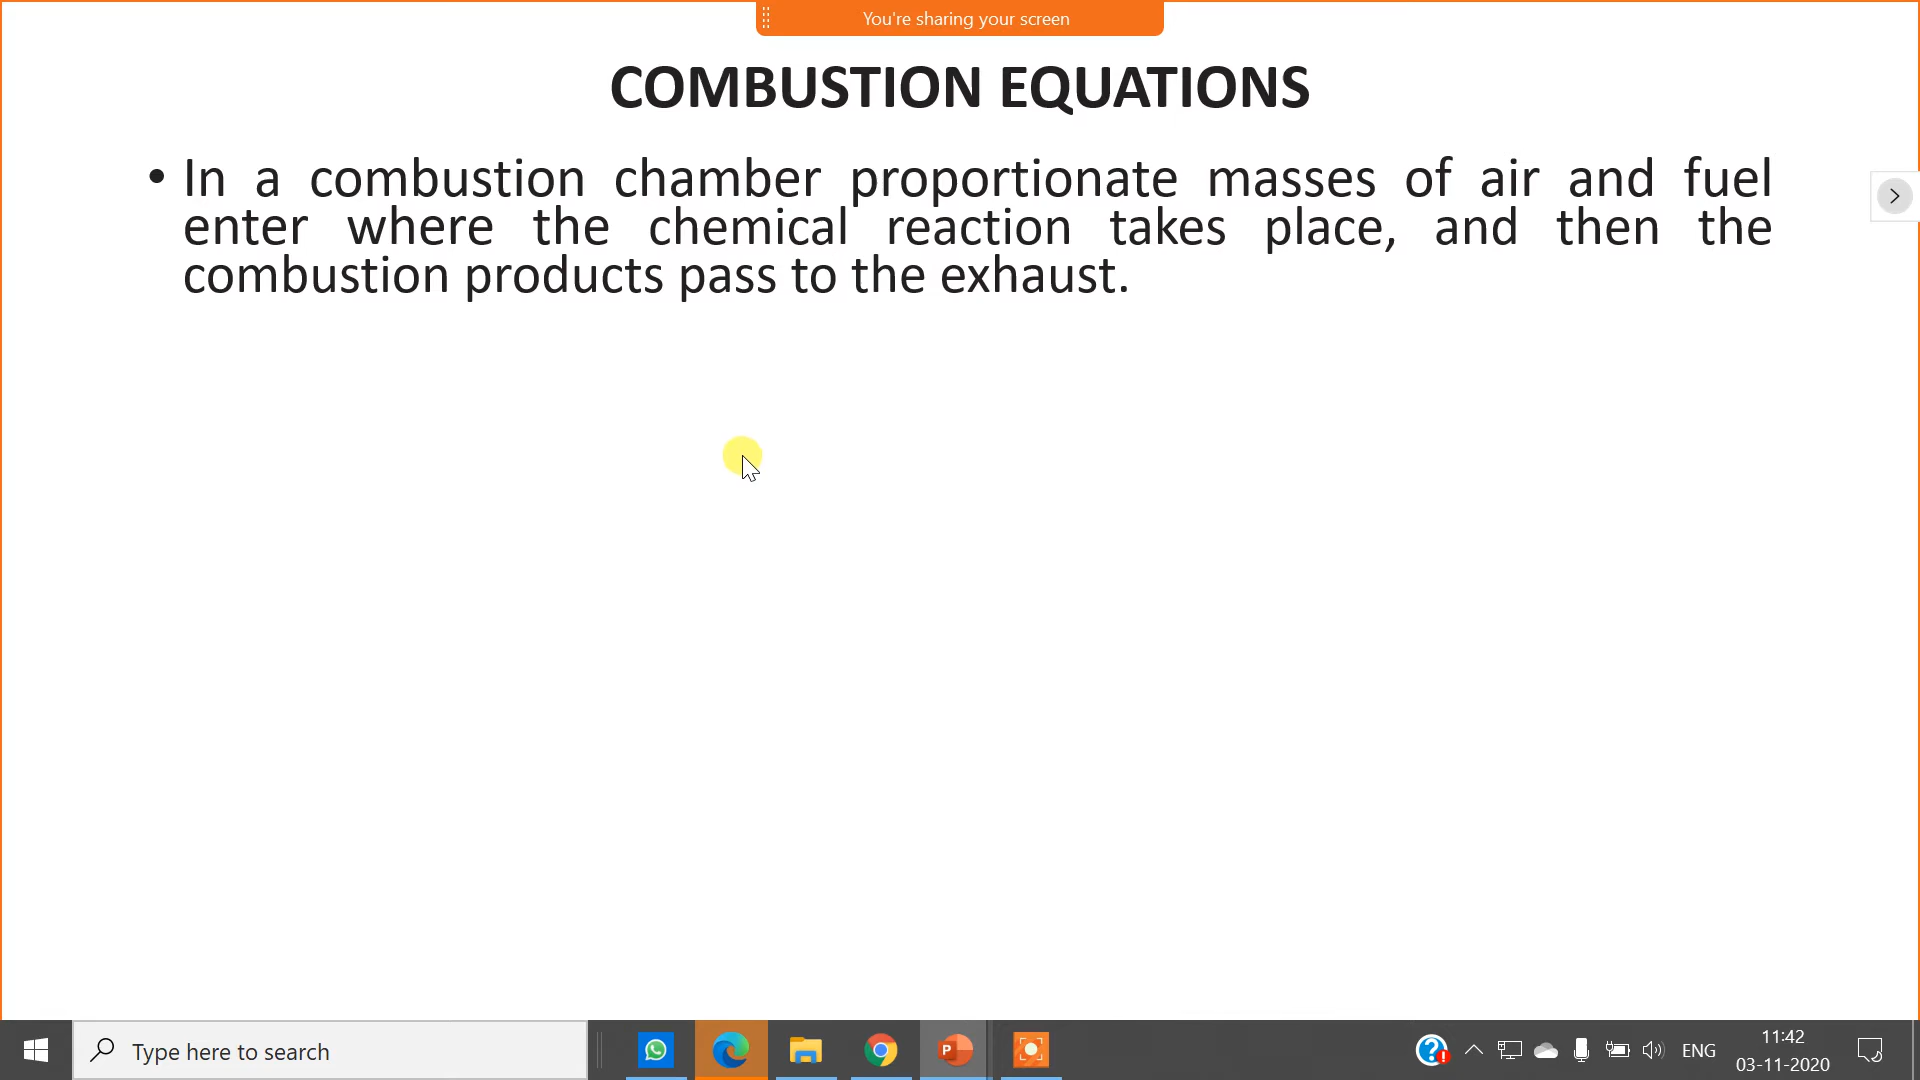 You're sharing your screen
COMBUSTION EQUATIONS
• In a combustion chamber proportionate masses of air and fuel
enter where the chemical reaction takes place, and then the
combustion products pass to the exhaust.
Type here to search
ENG
11:42
03-11-2020